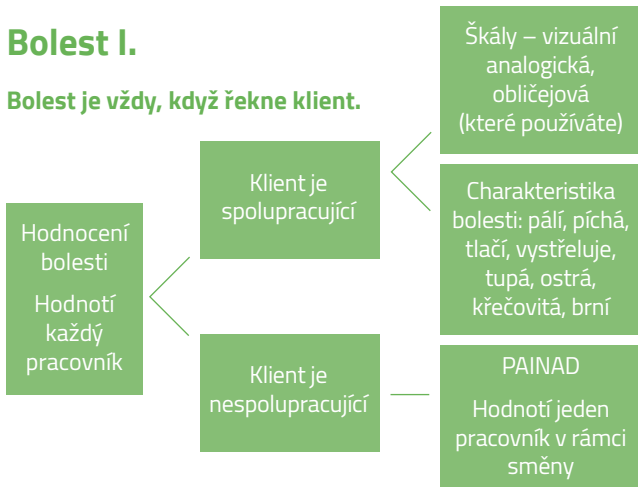 Bolest I.
Bolest je vždy, když řekne klient.
Hodnocení
bolesti
Hodnotí
každý
pracovník
Klient je
spolupracující
Škály – vizuální
analogická,
obličejová
(které používáte)
Charakteristika
bolesti: pálí, píchá,
tlačí, vystřeluje,
tupá, ostrá,
křečovitá, brní
Klient je
nespolupracující
PAINAD
Hodnotí jeden
pracovník v rámci
směny